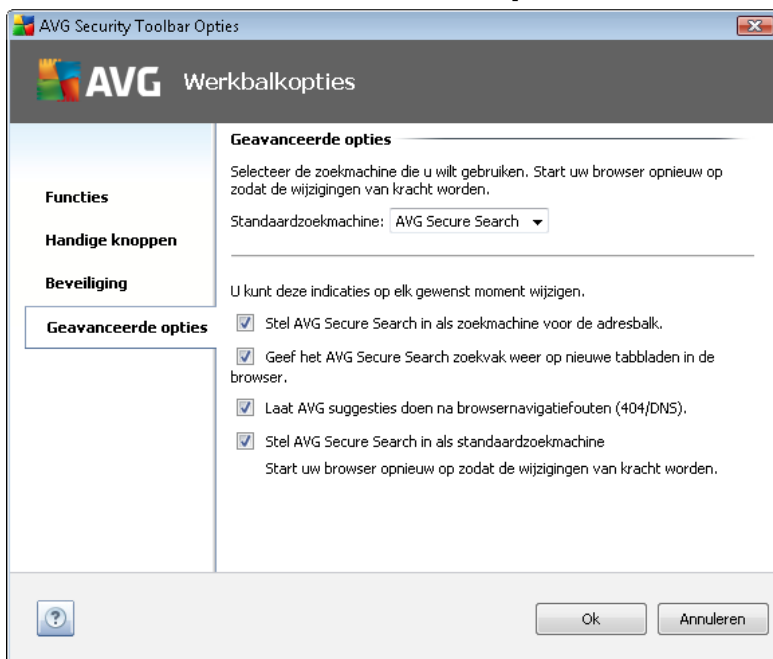 AVG Security Toolbar Opties
AVG Werkbalkopties
Functies
Handige knoppen
Beveiliging
Geavanceerde opties
Geavanceerde opties
Selecteer de zoekmachine die u wilt gebruiken. Start uw browser opnieuw op
zodat de wijzigingen van kracht worden.
Standaardzoekmachine: AVG Secure Search
U kunt deze indicaties op elk gewenst moment wijzigen.
Stel AVG Secure Search in als zoekmachine voor de adresbalk.
Geef het AVG Secure Search zoekvak weer op nieuwe tabbladen in de
browser.
Laat AVG suggesties doen na browsernavigatiefouten (404/DNS).
Stel AVG Secure Search in als standaardzoekmachine
Start uw browser opnieuw op zodat de wijzigingen van kracht worden.
?
Ok
Annuleren